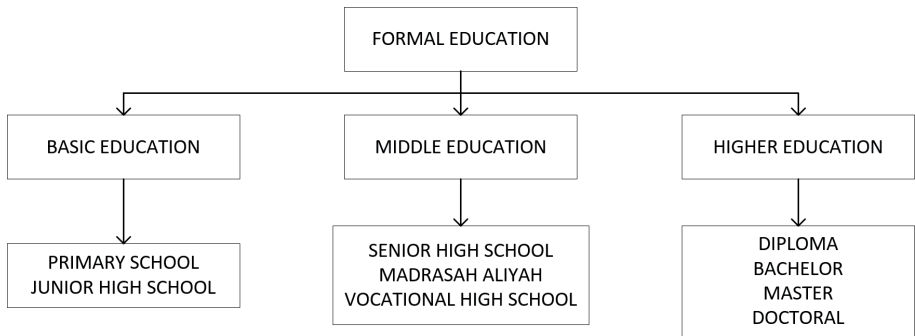 FORMAL EDUCATION
BASIC EDUCATION
MIDDLE EDUCATION
HIGHER EDUCATION
PRIMARY SCHOOL
JUNIOR HIGH SCHOOL
SENIOR HIGH SCHOOL
MADRASAH ALIYAH
VOCATIONAL HIGH SCHOOL
DIPLOMA
BACHELOR
MASTER
DOCTORAL